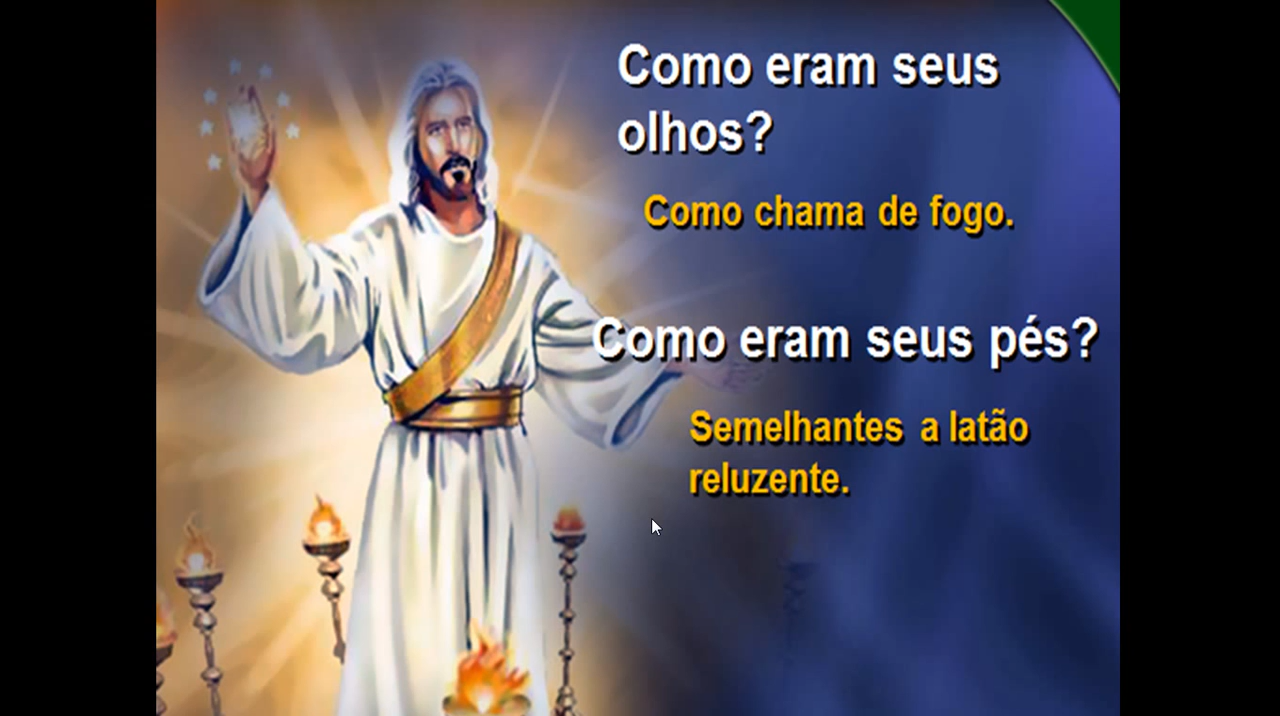 Como eram seus
olhos?
Como chama de fogo.
Como eram seus pés?
Semelhantes a latão
reluzente.